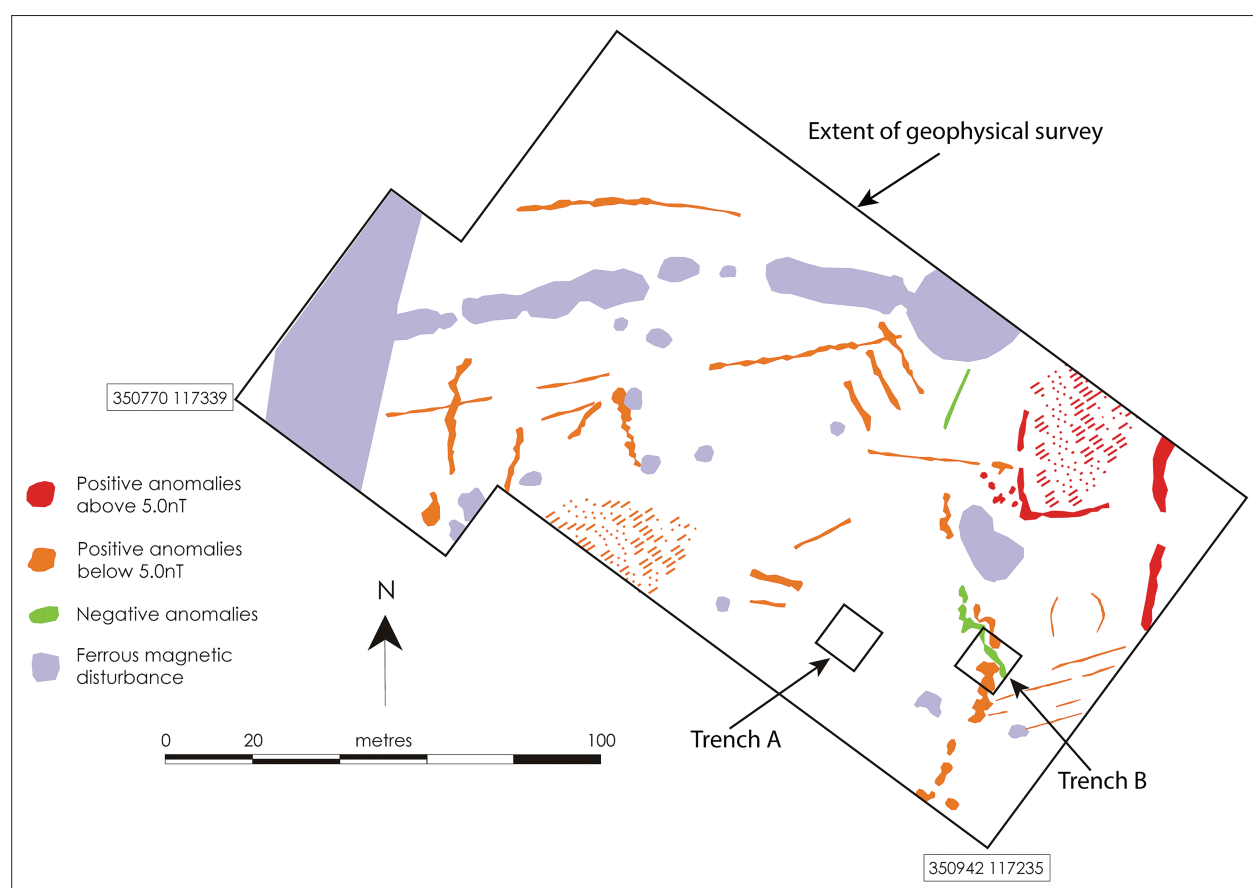 Extent of geophysical survey
350770 117339
Positive anomalies
above 5.0nT
Positive anomalies
below 5.0nT
Negative anomalies
Ferrous magnetic
disturbance
N
0 20 metres 100
Trench A
Trench B
350942 117235